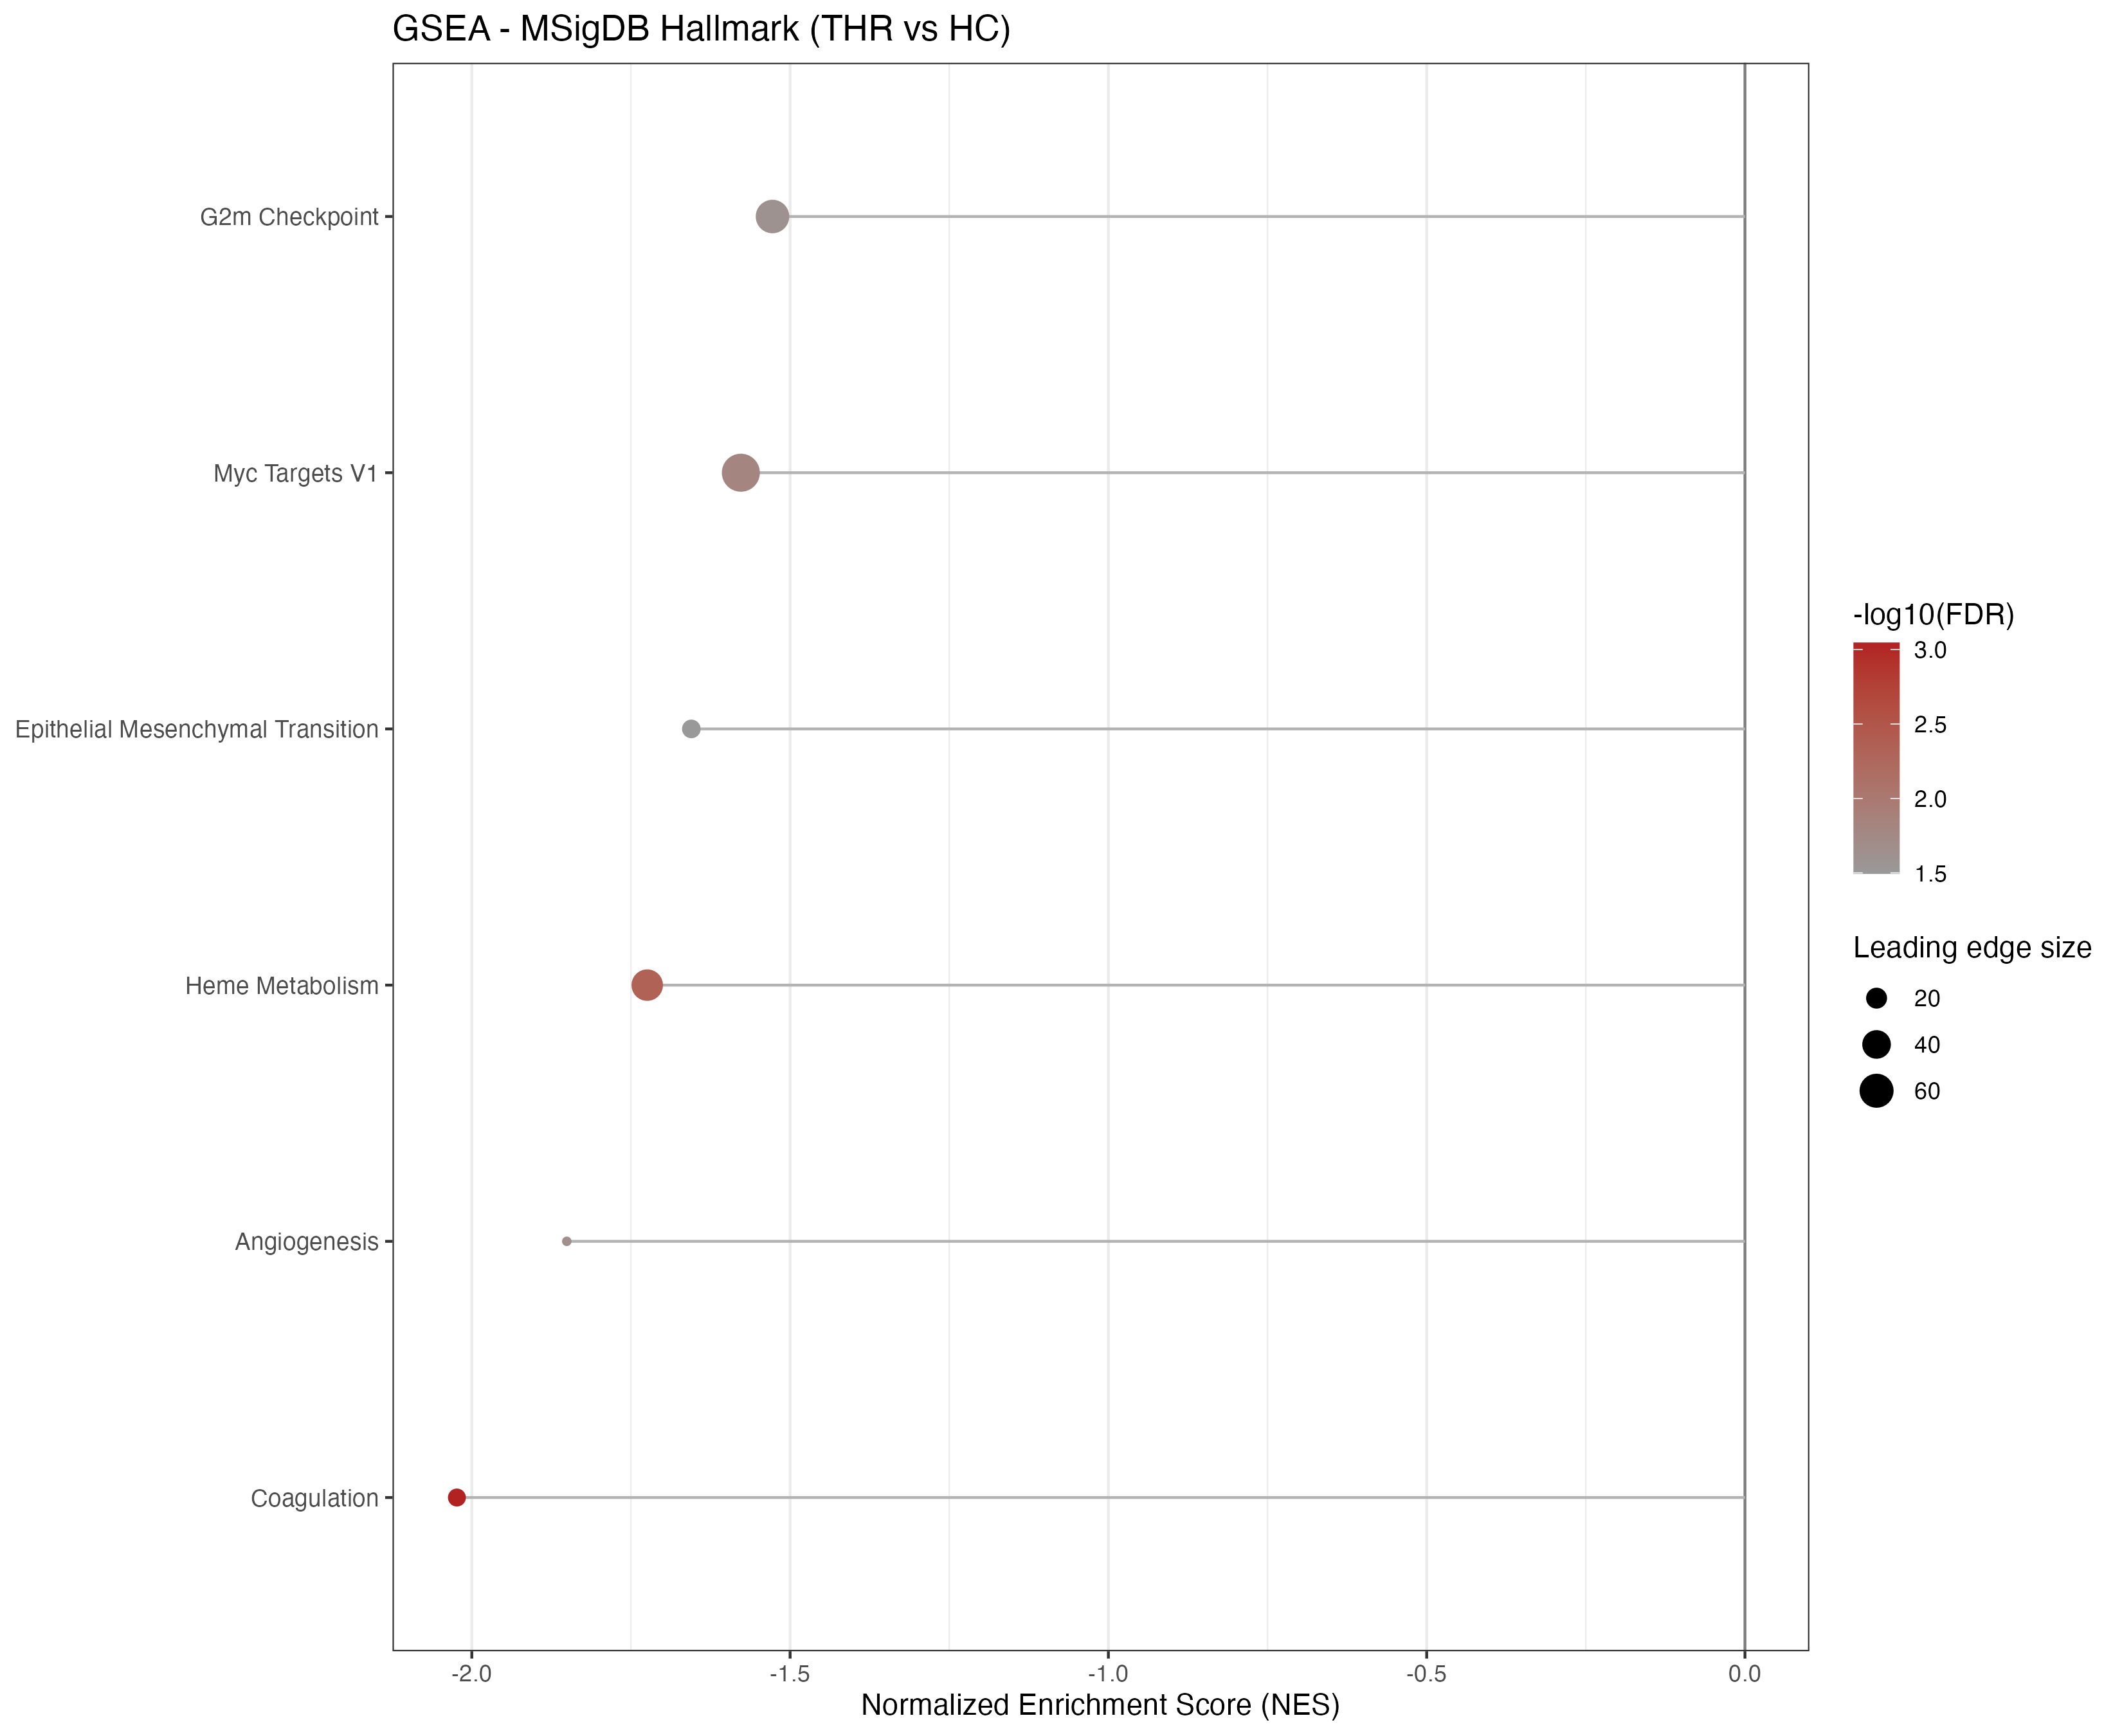 GSEA - MSigDB Hallmark (THR vs HC)
G2m Checkpoint
Myc Targets V1
Epithelial Mesenchymal Transition
Heme Metabolism
Angiogenesis
Coagulation
-2.0 -1.5 -1.0 -0.5 0.0
Normalized Enrichment Score (NES)
-log10(FDR)
3.0
2.5
2.0
1.5
Leading edge size
20
40
60